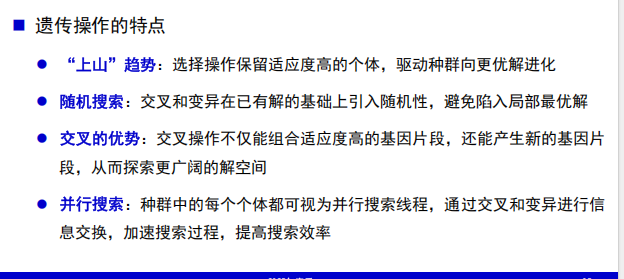 遗传操作的特点
“上山”趋势：选择操作保留适应度高的个体，驱动种群向更优解进化
随机搜索：交叉和变异在已有解的基础上引入随机性，避免陷入局部最优解
交叉的优势：交叉操作不仅能组合适应度高的基因片段，还能产生新的基因片
段，从而探索更广阔的解空间
并行搜索：种群中的每个个体都可视为并行搜索线程，通过交叉和变异进行信
息交换，加速搜索过程，提高搜索效率